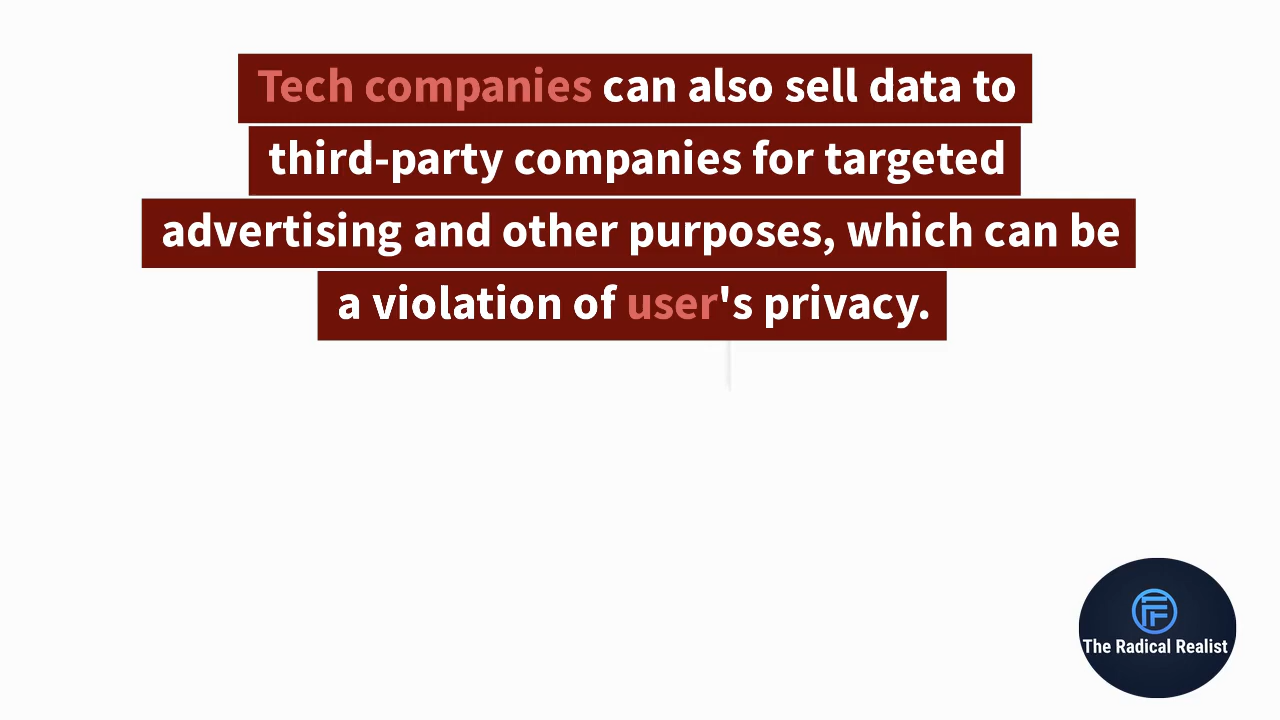 Tech companies can also sell data to
third-party companies for targeted
advertising and other purposes, which can be
a violation of user's privacy.
The Radical Realist